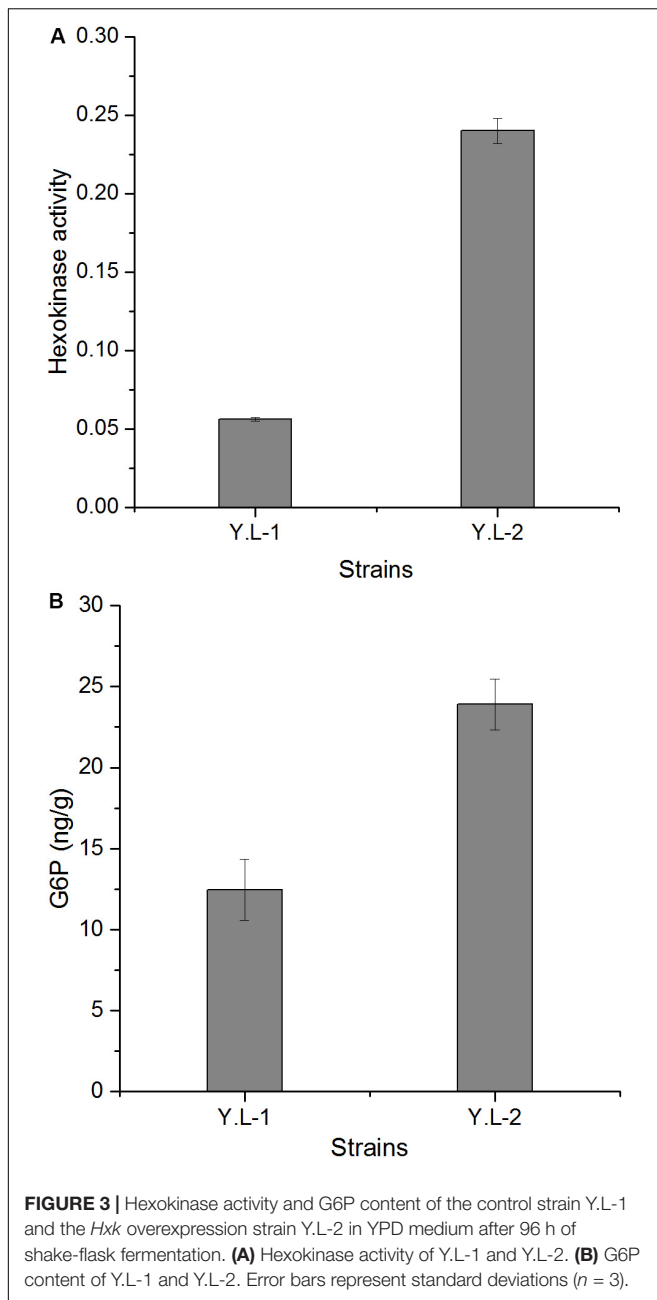 A
0.30
0.25
0.20
0.15
0.10
0.05
0.00
Hexokinase activity
Y.L-1 Y.L-2
Strains
B
30
25
20
15
10
5
0
G6P (ng/g)
Y.L-1 Y.L-2
Strains
FIGURE 3 | Hexokinase activity and G6P content of the control strain Y.L-1
and the Hxk overexpression strain Y.L-2 in YPD medium after 96 h of
shake-flask fermentation. (A) Hexokinase activity of Y.L-1 and Y.L-2. (B) G6P
content of Y.L-1 and Y.L-2. Error bars represent standard deviations (n = 3).